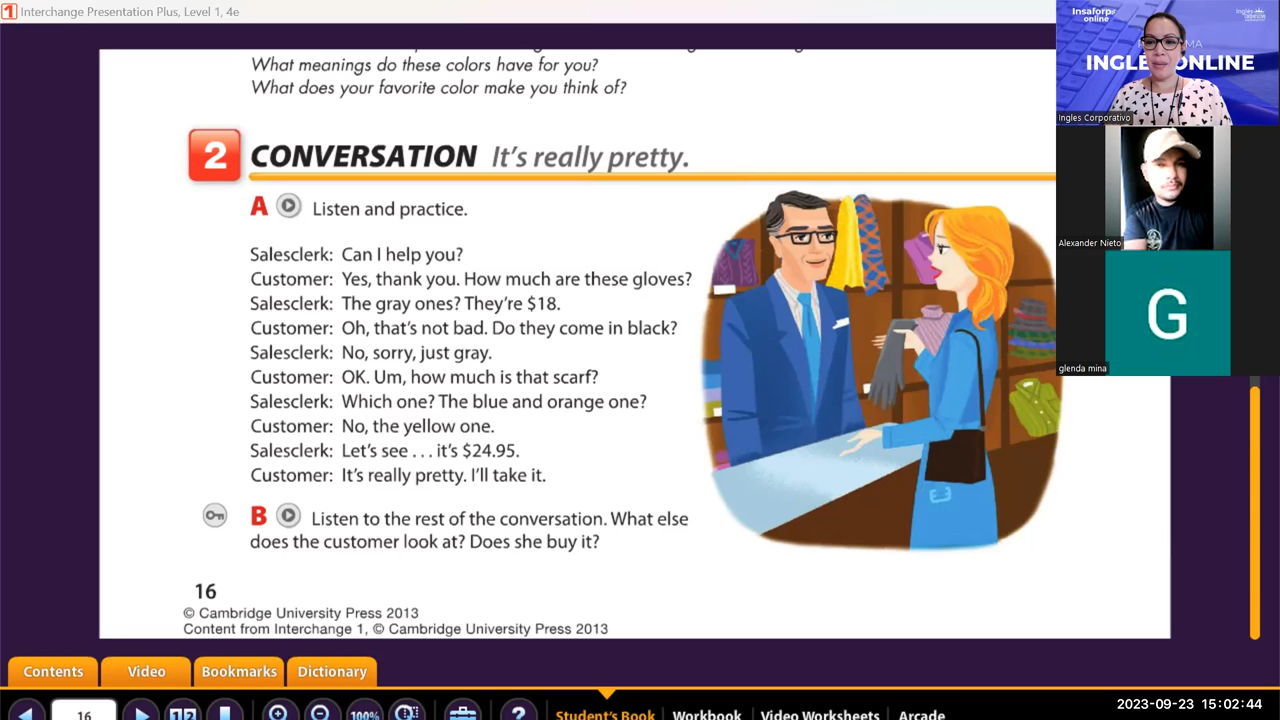 Interchange Presentation Plus, Level 1, 4e
What meanings do these colors have for you?
What does your favorite color make you think of?
2 CONVERSATION It's really pretty.
A Listen and practice.
Salesclerk: Can I help you?
Customer: Yes, thank you. How much are these gloves?
Salesclerk: The gray ones? They're $18.
Customer: Oh, that's not bad. Do they come in black?
Salesclerk: No, sorry, just gray.
Customer: OK. Um, how much is that scarf?
Salesclerk: Which one? The blue and orange one?
Customer: No, the yellow one.
Salesclerk: Let's see . . . it's $24.95.
Customer: It's really pretty. I'll take it.
B Listen to the rest of the conversation. What else
does the customer look at? Does she buy it?
16
© Cambridge University Press 2013
Content from Interchange 1, © Cambridge University Press 2013
Insaforp
online
INGLE ONLINE
Ingles Corporativo
Alexander Nieto
G
glenda mina
Contents Video Bookmarks Dictionary
16 1 2 100% ?
Student's Book Workbook Video Worksheets Arcade
2023-09-23 15:02:44